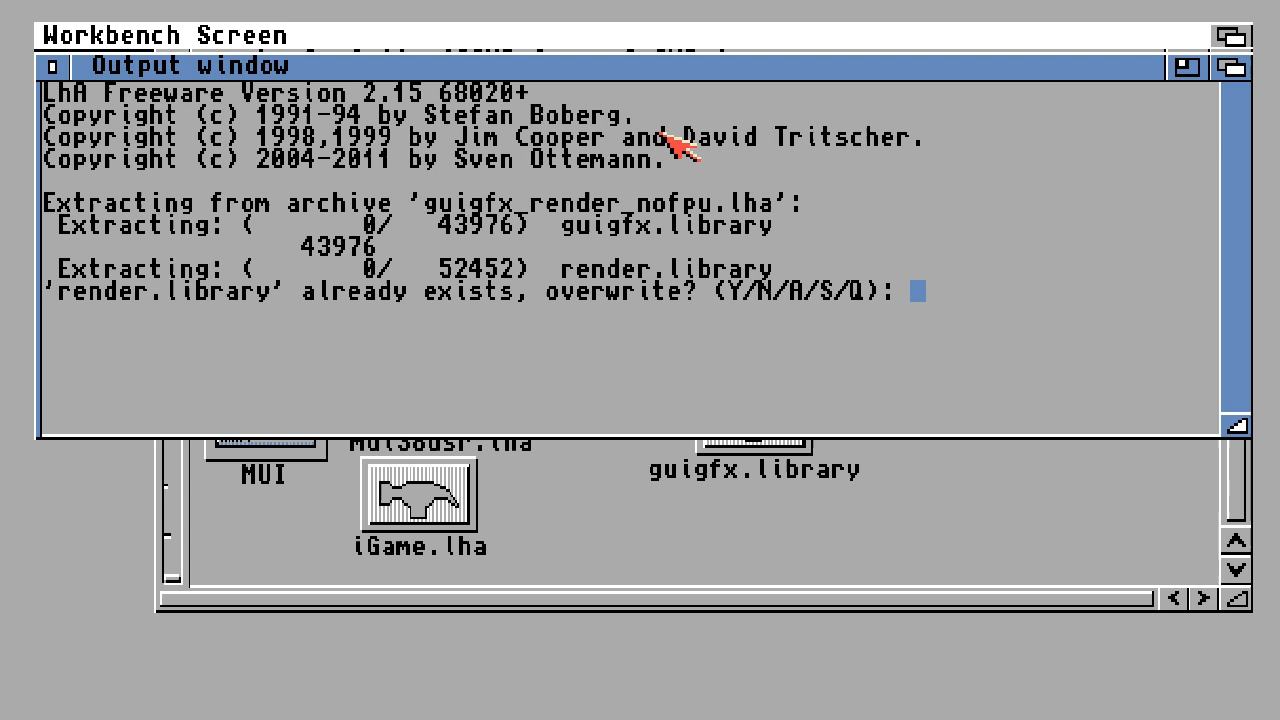 Workbench Screen
Output window
LhA Freeware Version 2.15 68020+
Copyright (c) 1991-94 by Stefan Boberg.
Copyright (c) 1998,1999 by Jim Cooper and David Tritscher.
Copyright (c) 2004-2011 by Sven Ottemann.
Extracting from archive 'guigfx_render_nofpu.lha':
Extracting: (       0/   43976)  guigfx.library
43976
Extracting: (       0/   52452)  render.library
'render.library' already exists, overwrite? (Y/N/A/S/Q):
MUI
guigfx.library
iGame.lha